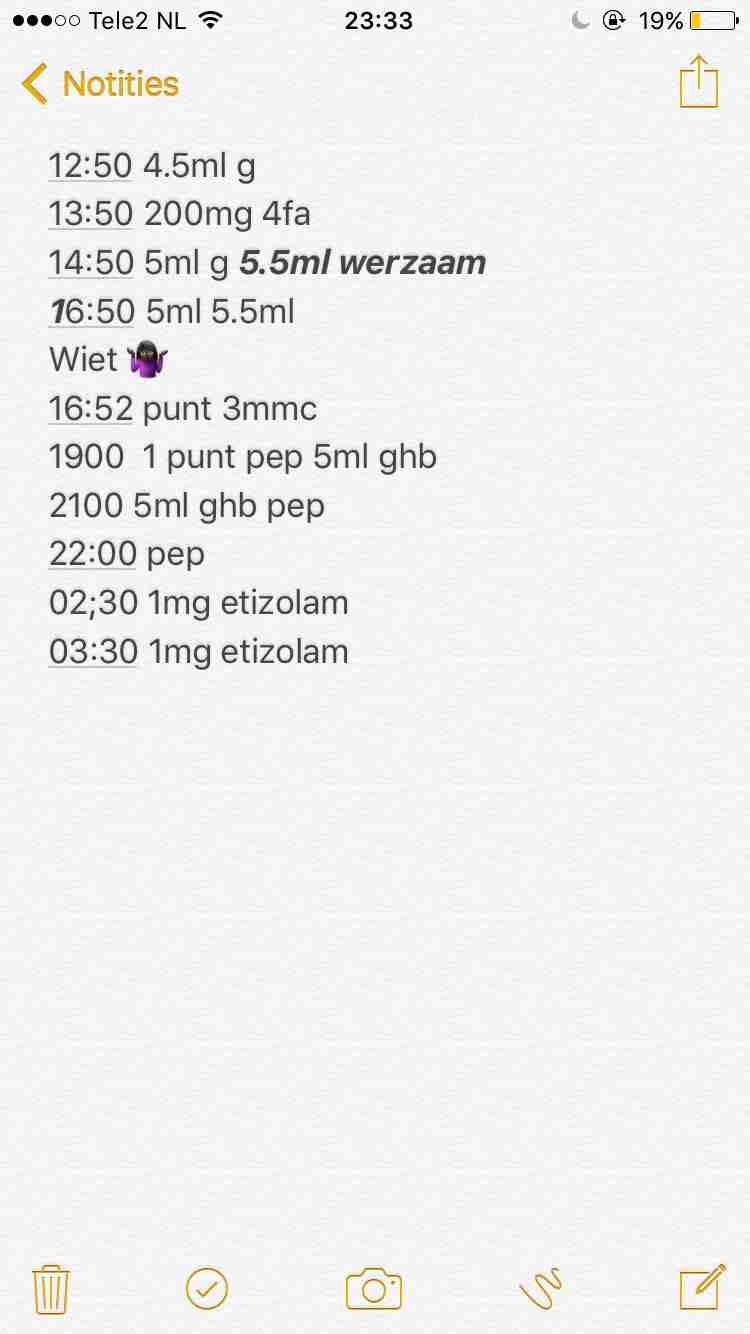 Tele2 NL 23:33 19%
Notities
12:50 4.5ml g
13:50 200mg 4fa
14:50 5ml g 5.5ml werzaam
16:50 5ml 5.5ml
Wiet 🤷🏿‍♀️
16:52 punt 3mmc
1900  1 punt pep 5ml ghb
2100 5ml ghb pep
22:00 pep
02;30 1mg etizolam
03:30 1mg etizolam